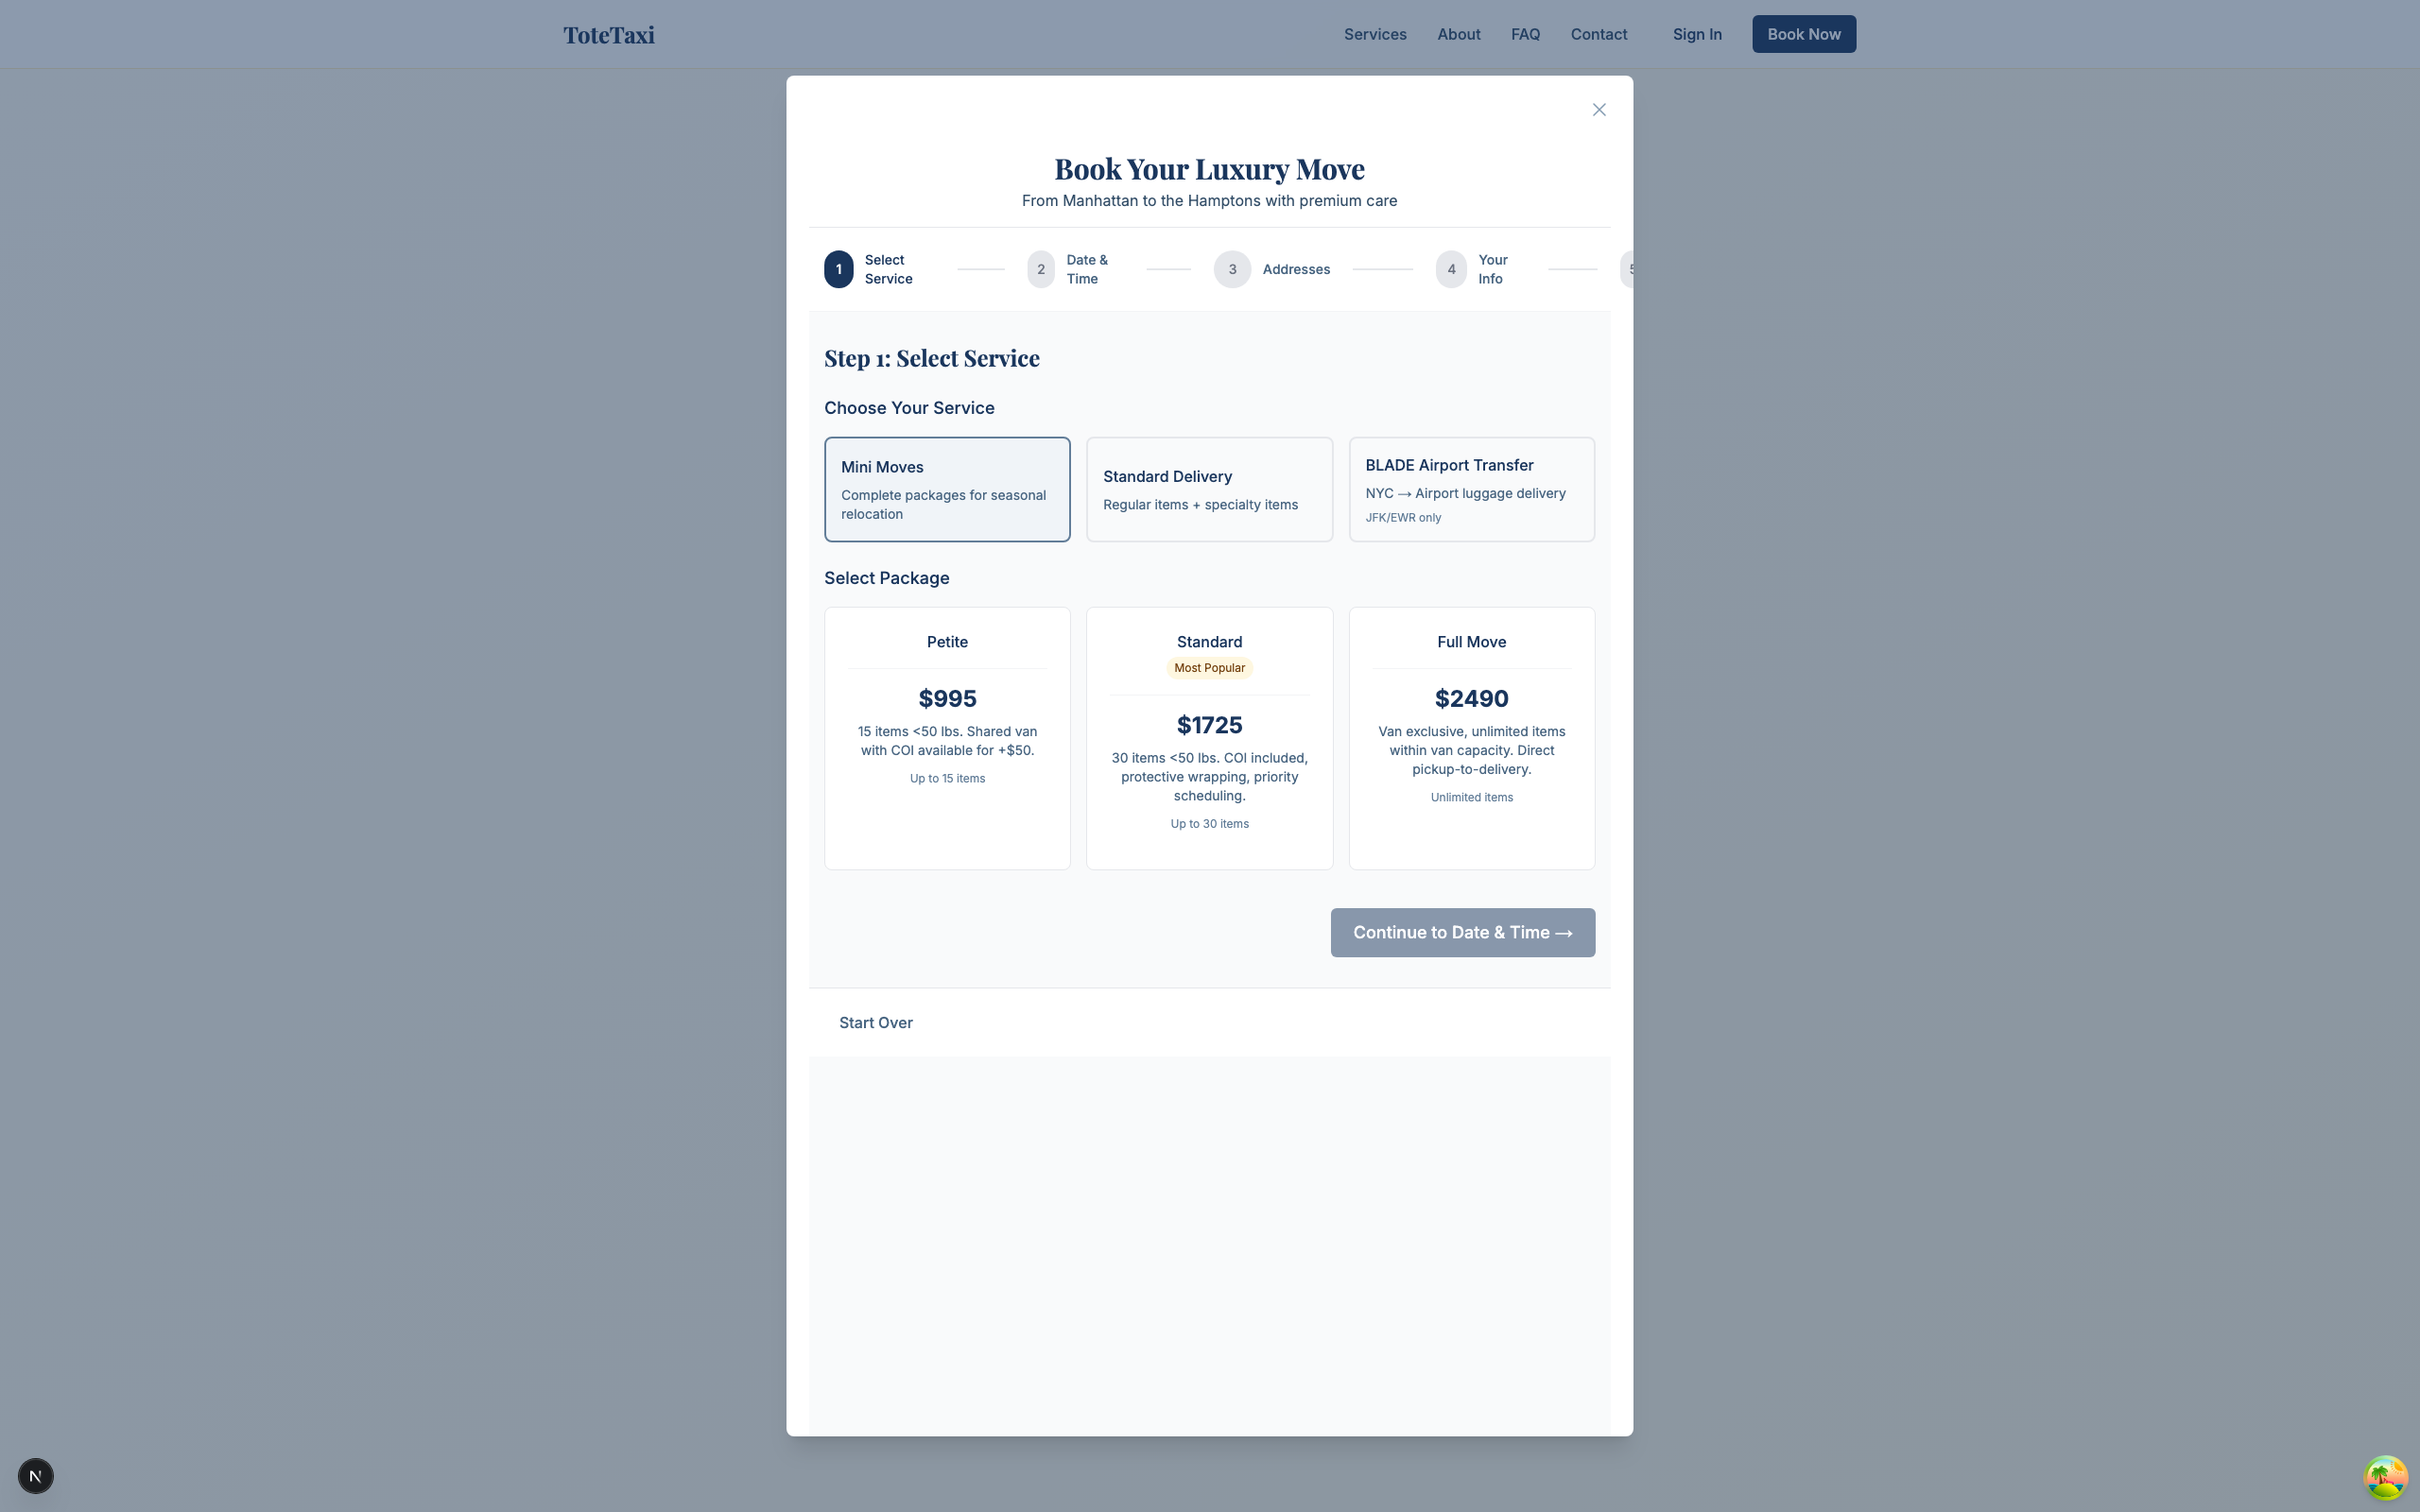 ToteTaxi
Services
About
FAQ
Contact
Sign In
Book Now
Book Your Luxury Move
From Manhattan to the Hamptons with premium care
1
Select
Service
2
Date &
Time
3
Addresses
4
Your
Info
5
Step 1: Select Service
Choose Your Service
Mini Moves
Complete packages for seasonal
relocation
Standard Delivery
Regular items + specialty items
BLADE Airport Transfer
NYC → Airport luggage delivery
JFK/EWR only
Select Package
Petite
$995
15 items <50 lbs. Shared van
with COI available for +$50.
Up to 15 items
Standard
Most Popular
$1725
30 items <50 lbs. COI included,
protective wrapping, priority
scheduling.
Up to 30 items
Full Move
$2490
Van exclusive, unlimited items
within van capacity. Direct
pickup-to-delivery.
Unlimited items
Continue to Date & Time →
Start Over
N